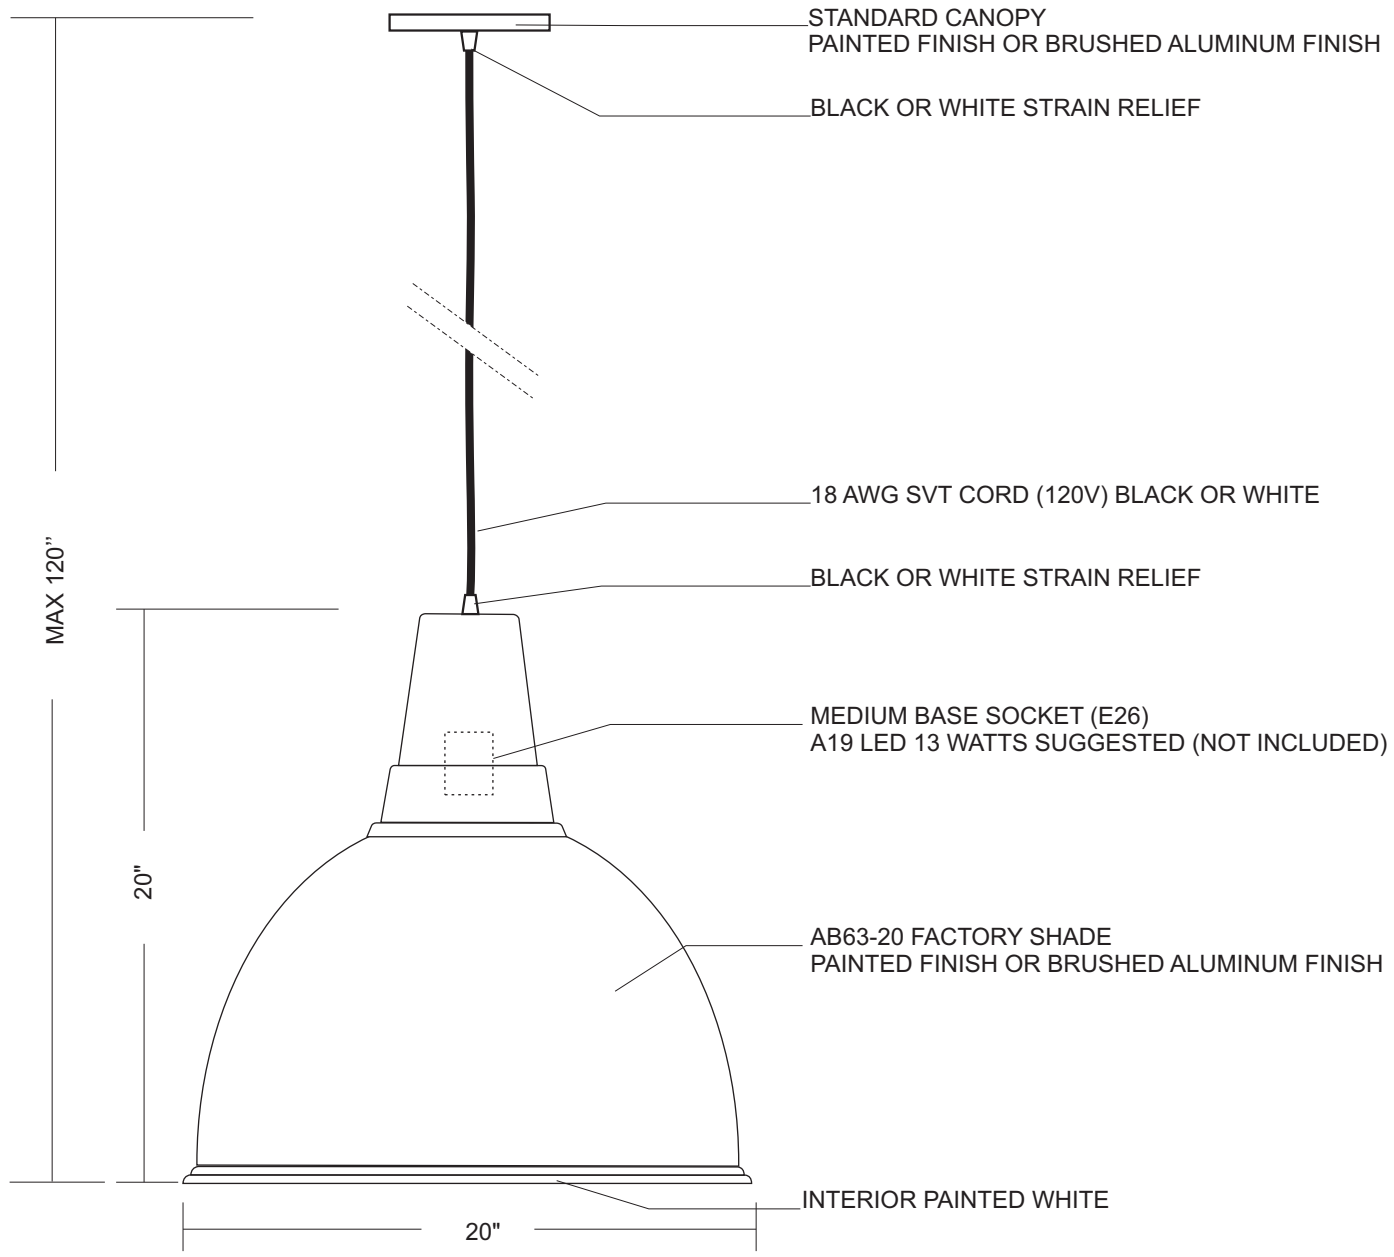 STANDARD CANOPY
PAINTED FINISH OR BRUSHED ALUMINUM FINISH
BLACK OR WHITE STRAIN RELIEF
18 AWG SVT CORD (120V) BLACK OR WHITE
MAX 120”
BLACK OR WHITE STRAIN RELIEF
MEDIUM BASE SOCKET (E26)
A19 LED 13 WATTS SUGGESTED (NOT INCLUDED)
20"
AB63-20 FACTORY SHADE
PAINTED FINISH OR BRUSHED ALUMINUM FINISH
INTERIOR PAINTED WHITE
20"